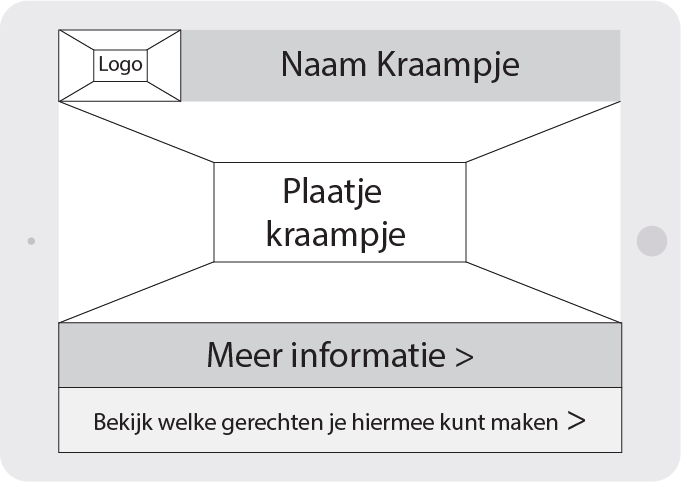 Logo
Naam Kraampje
Plaatje
kraampje
Meer informatie >
Bekijk welke gerechten je hiermee kunt maken >